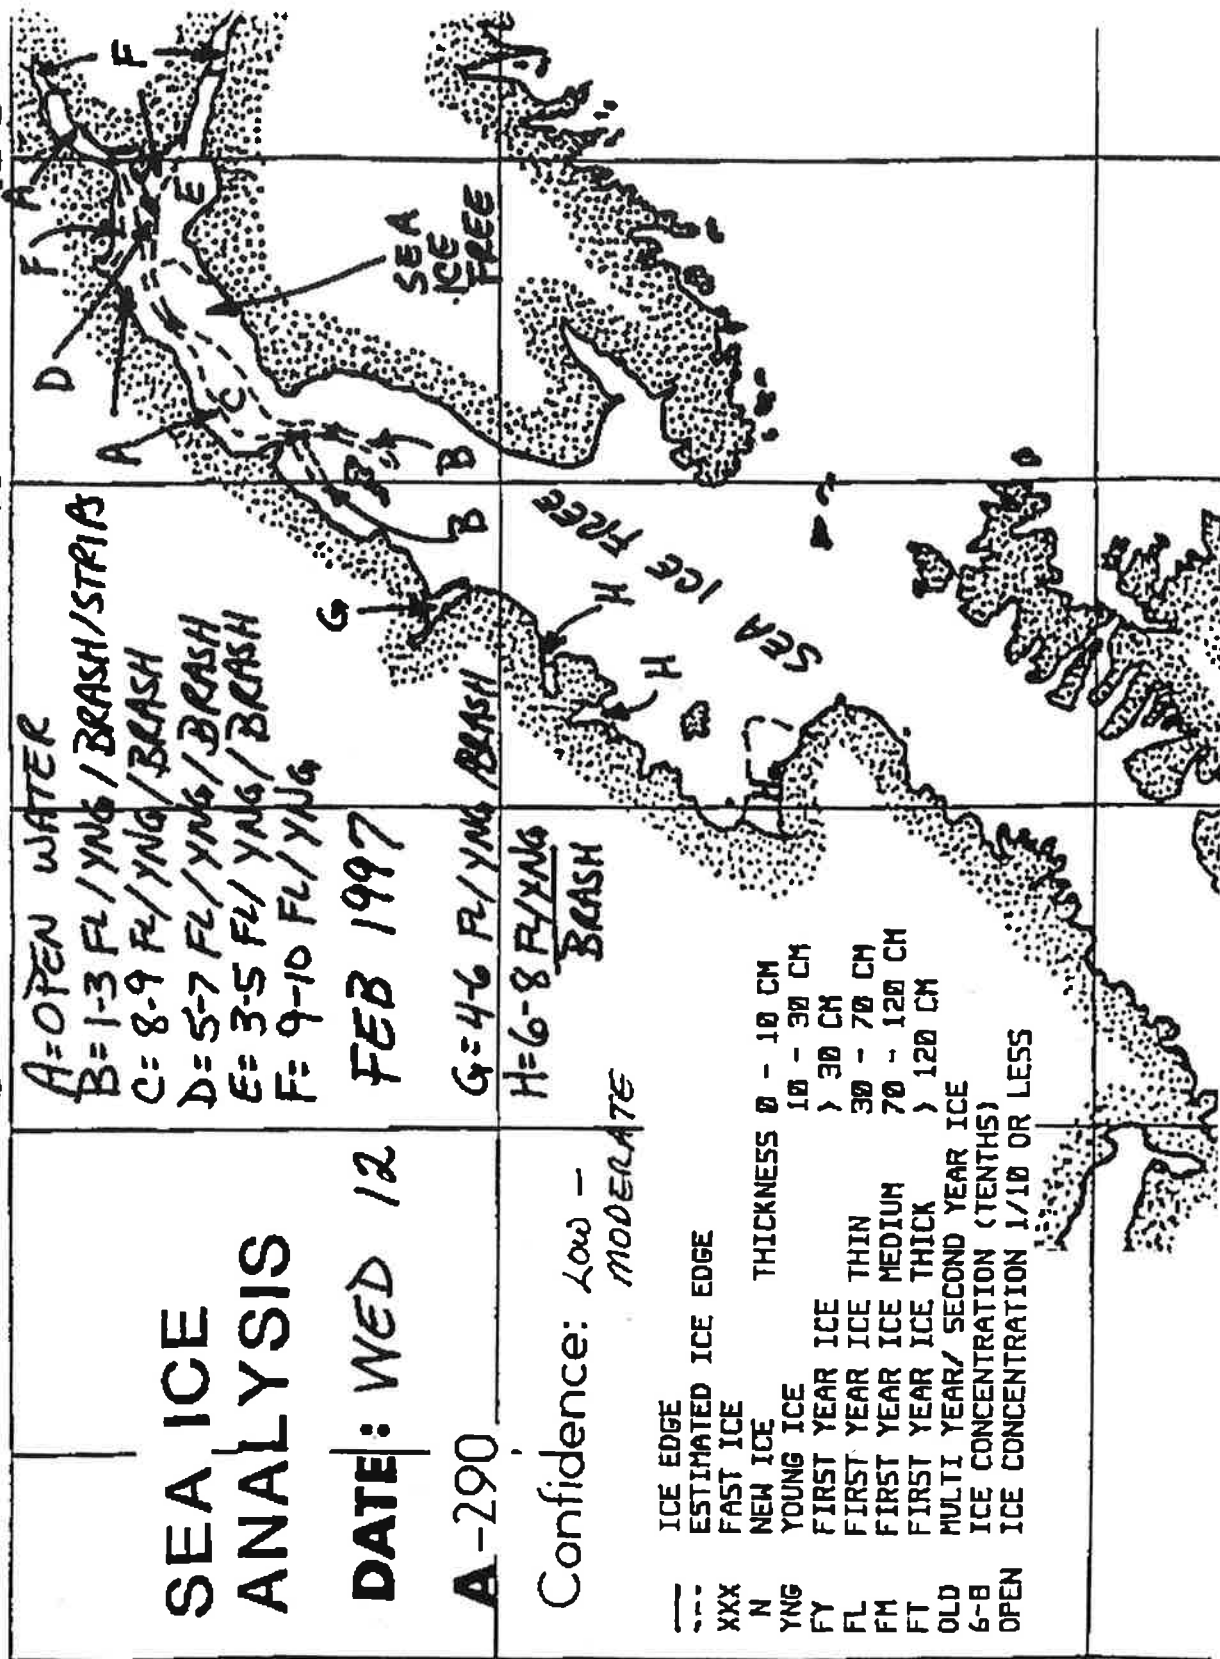 SEA ICE
ANALYSIS
DATE: WED 12 FEB 1997
A-290
Confidence: LOW -
MODERATE
A=OPEN WATER
B=1-3 FL/YNG/BRASH/STRIPS
C=8-9 FL/YNG/BRASH
D=5-7 FL/YNG/BRASH
E=3-5 FL/YNG/BRASH
F=9-10 FL/YNG
G=4-6 FL/YNG/BRASH
H=6-8 FL/YNG
BRASH
— ICE EDGE
--- ESTIMATED ICE EDGE
XXX FAST ICE
N NEW ICE THICKNESS 0 - 10 CM
YNG YOUNG ICE 10 - 30 CM
FY FIRST YEAR ICE > 30 CM
FL FIRST YEAR ICE THIN 30 - 70 CM
FM FIRST YEAR ICE MEDIUM 70 - 120 CM
FT FIRST YEAR ICE THICK > 120 CM
OLD MULTI YEAR/ SECOND YEAR ICE
6-8 ICE CONCENTRATION (TENTHS)
OPEN ICE CONCENTRATION 1/10 OR LESS
A
F
F
A
D
A
C
E
SEA
ICE
FREE
B
B
B
G
H
H
H
SEA ICE FREE